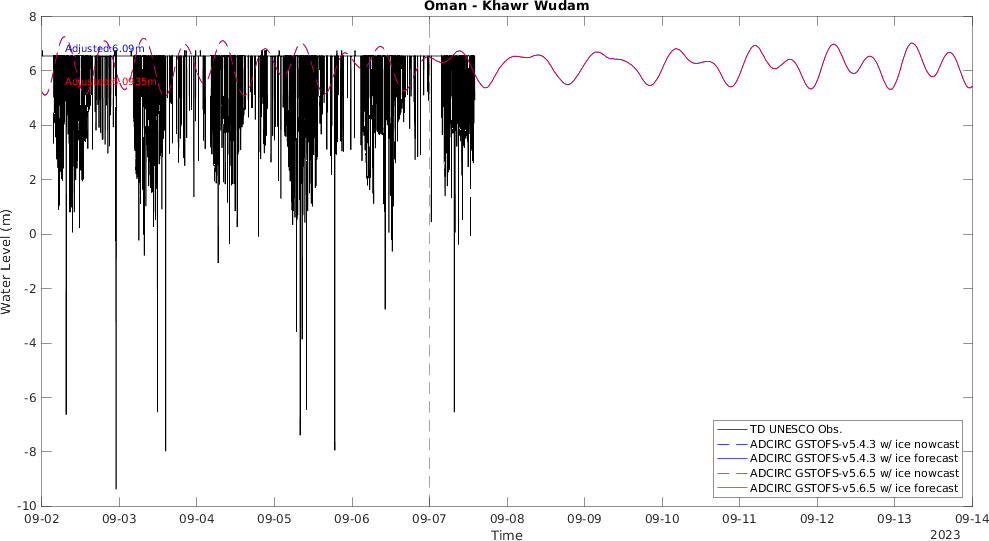 Oman - Khawr Wudam
8
6
4
2
0
-2
-4
-6
-8
-10
Water Level (m)
Adjusted:6.09m
Adjusted:6.0935m
TD UNESCO Obs.
ADCIRC GSTOFS-v5.4.3 w/ ice nowcast
ADCIRC GSTOFS-v5.4.3 w/ ice forecast
ADCIRC GSTOFS-v5.6.5 w/ ice nowcast
ADCIRC GSTOFS-v5.6.5 w/ ice forecast
09-02 09-03 09-04 09-05 09-06 09-07 09-08 09-09 09-10 09-11 09-12 09-13 09-14
Time
2023